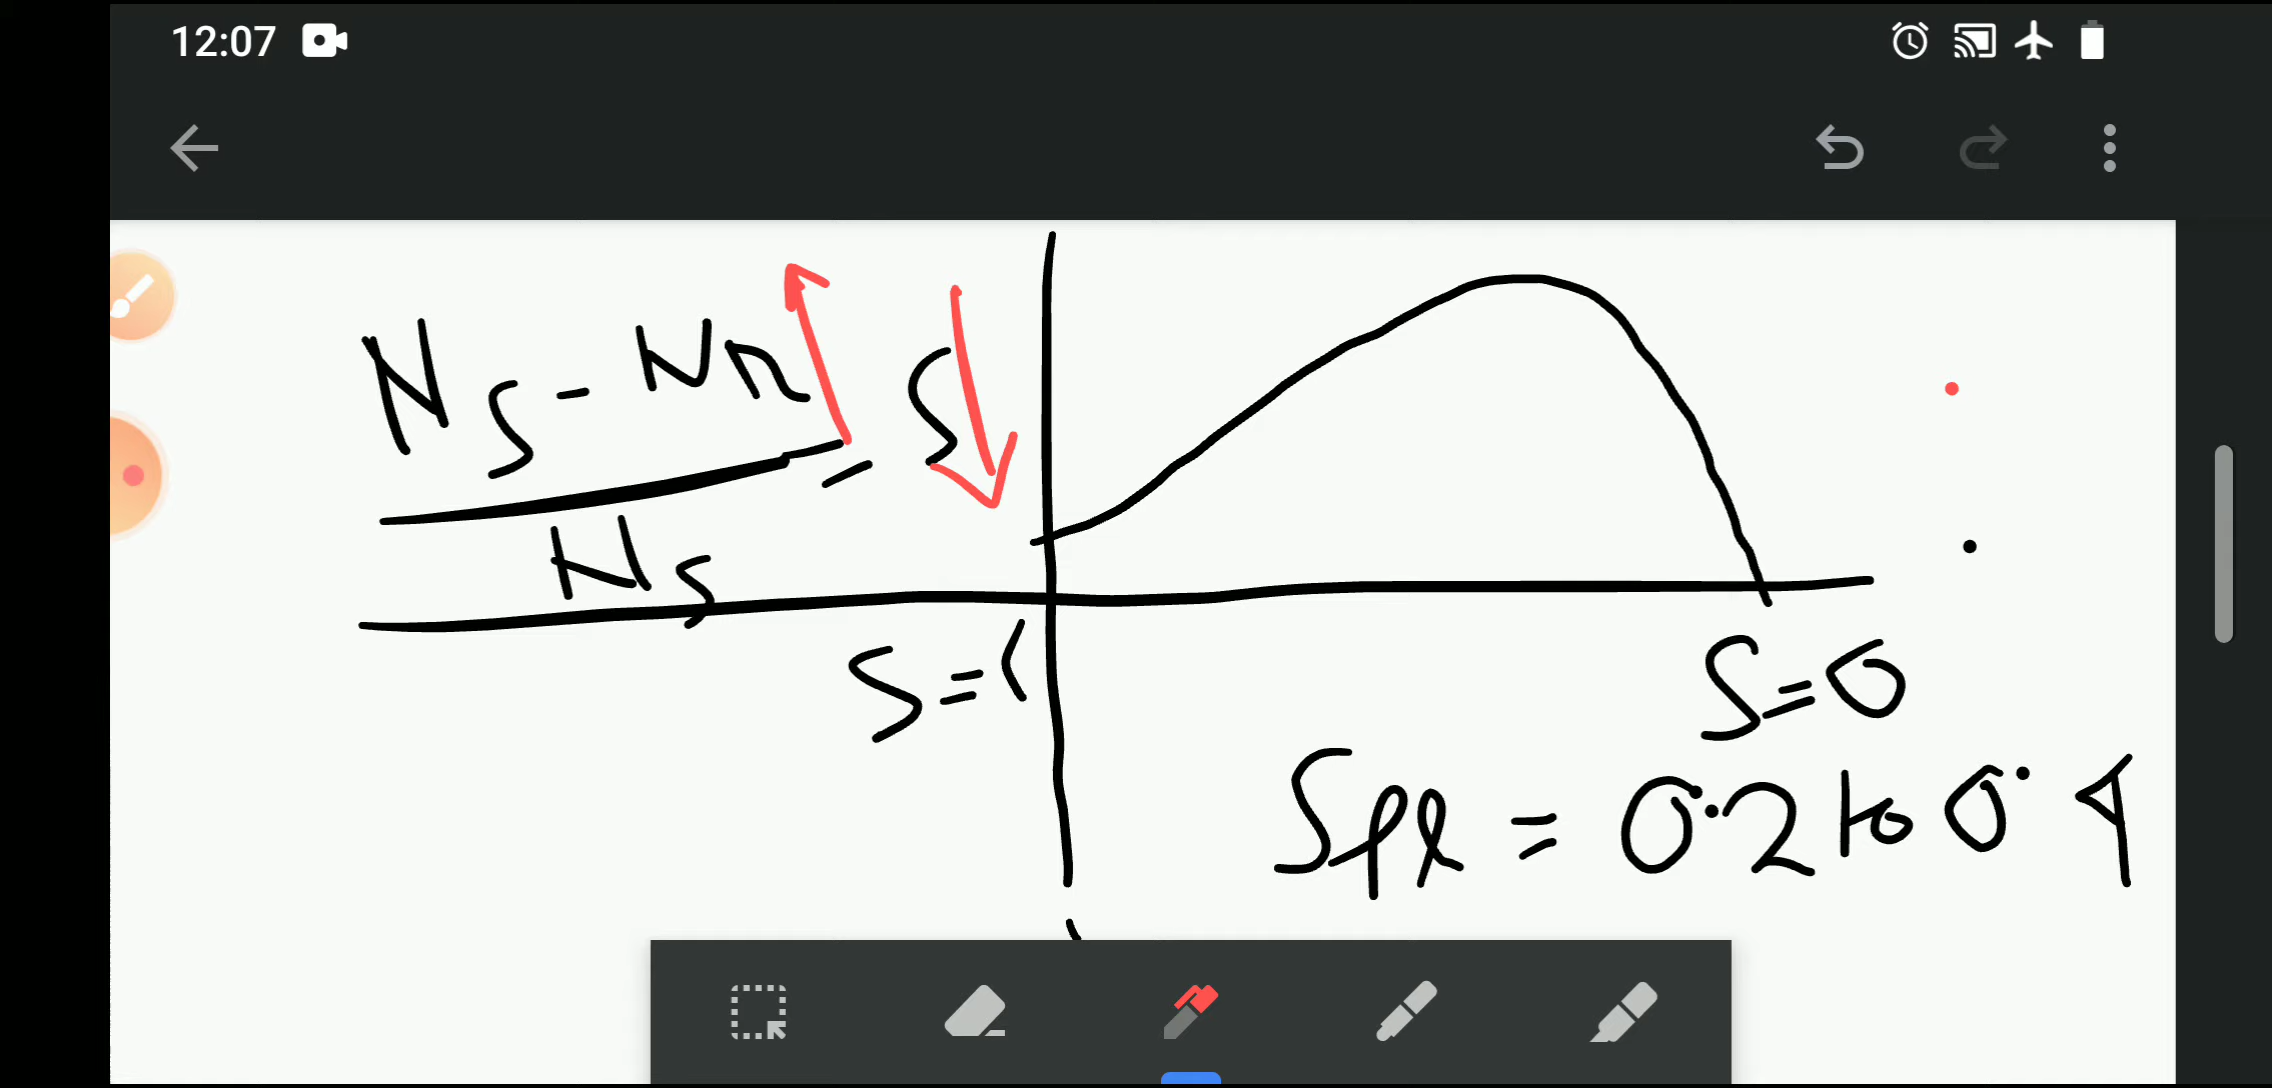 12:07
Ns - Nr = S
Ns
S=1
S=0
Sfl = 0.2 to 0.4